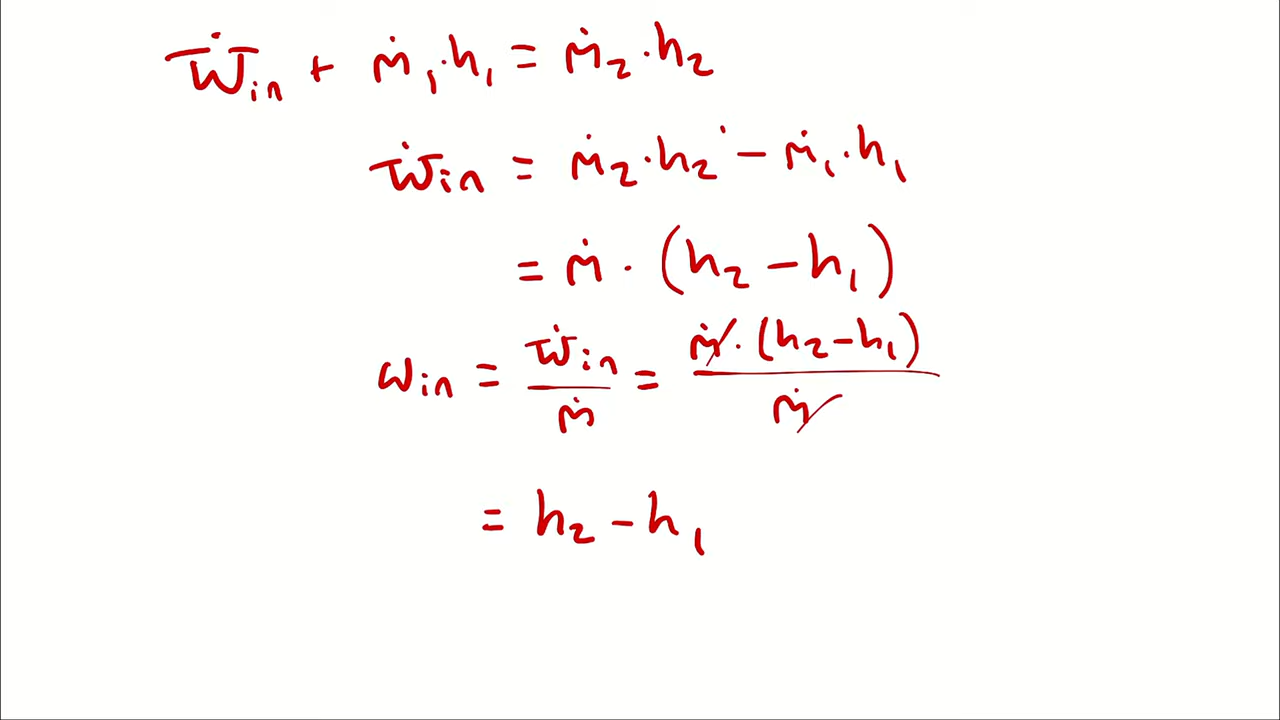 Ẇin + ṁ₁·h₁ = ṁ₂·h₂
Ẇin = ṁ₂·h₂ − ṁ₁·h₁
= ṁ · (h₂ − h₁)
win = Ẇin/ṁ = ṁ·(h₂−h₁)/ṁ
= h₂ − h₁